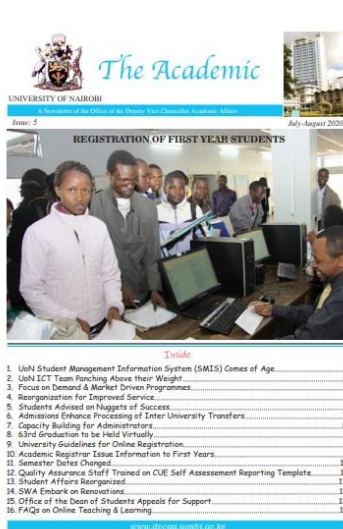 The Academic
UNIVERSITY OF NAIROBI
A Newsletter of the Office of the Deputy Vice Chancellor Academic Affairs
Issue: 5
July-August 2020
REGISTRATION OF FIRST YEAR STUDENTS
Inside
1. UoN Student Management Information System (SMIS) Comes of Age
2. UoN ICT Team Panching Above their Weight
3. Focus on Demand & Market Driven Programmes
4. Reorganization for Improved Service
5. Students Advised on Nuggets of Success
6. Admissions Enhance Processing of Inter University Transfers
7. Capacity Building for Administrators
8. 63rd Graduation to be Held Virtually
9. University Guidelines for Online Registration
10. Academic Registrar Issue Information to First Years
11. Semester Dates Changed
12. Quality Assurance Staff Trained on CUE Self Assessement Reporting Template
13. Student Affairs Reorganized
14. SWA Embark on Renovations
15. Office of the Dean of Students Appeals for Support
16. FAQs on Online Teaching & Learning
www.dvcaa.uonbi.ac.ke